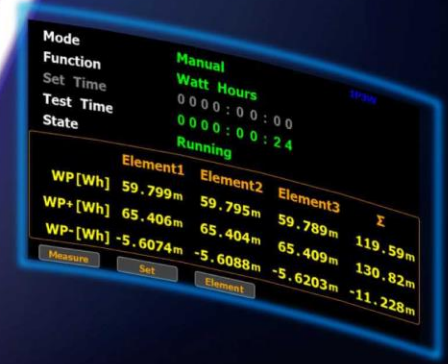 Mode Manual
Function Watt Hours 3P3W
Set Time 0000:00:00
Test Time 0000:00:24
State Running
Element1 Element2 Element3 Σ
WP[Wh] 59.799m 59.795m 59.789m 119.59m
WP+[Wh] 65.406m 65.404m 65.409m 130.82m
WP-[Wh] -5.6074m -5.6088m -5.6203m -11.228m
Measure Set Element